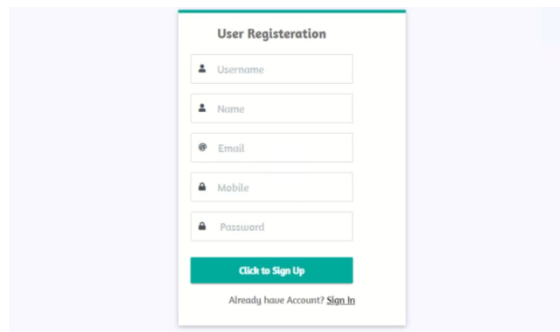 User Registeration
Username
Name
Email
Mobile
Password
Click to Sign Up
Already have Account? Sign In